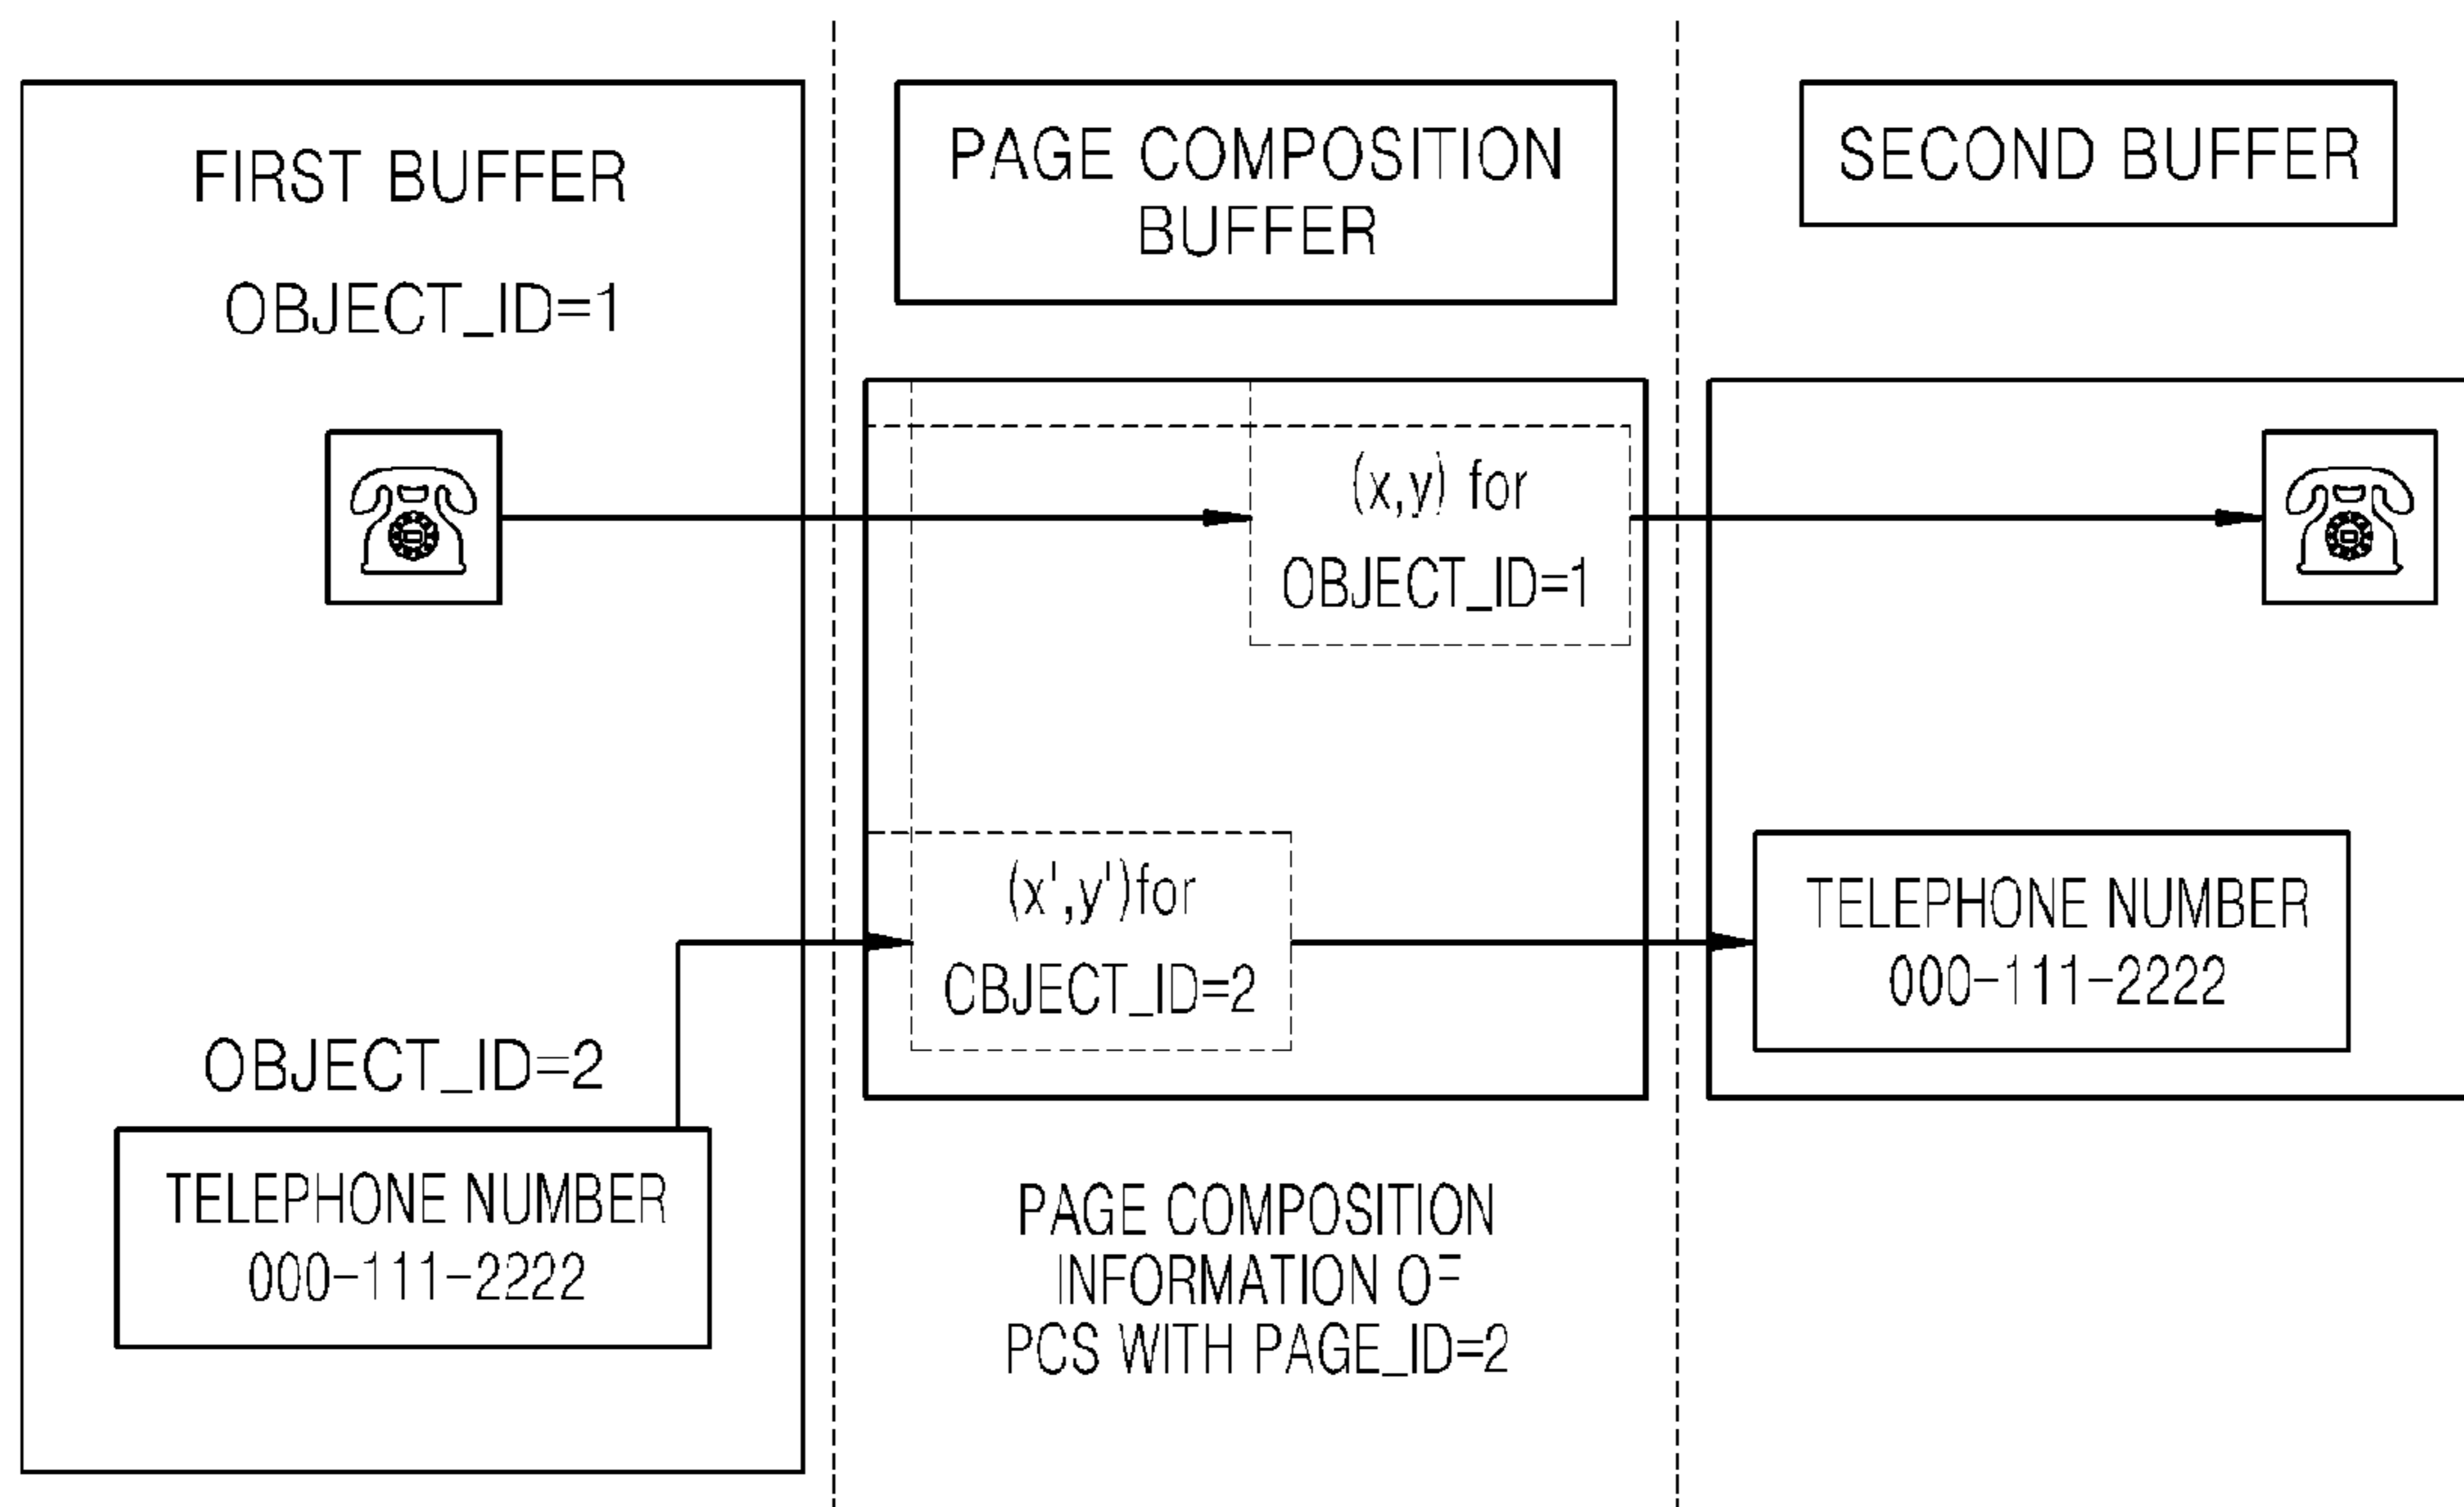 FIRST BUFFER
OBJECT_ID=1
OBJECT_ID=2
TELEPHONE NUMBER
000-111-2222
PAGE COMPOSITION
BUFFER
(x,y) for
OBJECT_ID=1
(x',y')for
OBJECT_ID=2
PAGE COMPOSITION
INFORMATION OF
PCS WITH PAGE_ID=2
SECOND BUFFER
TELEPHONE NUMBER
000-111-2222